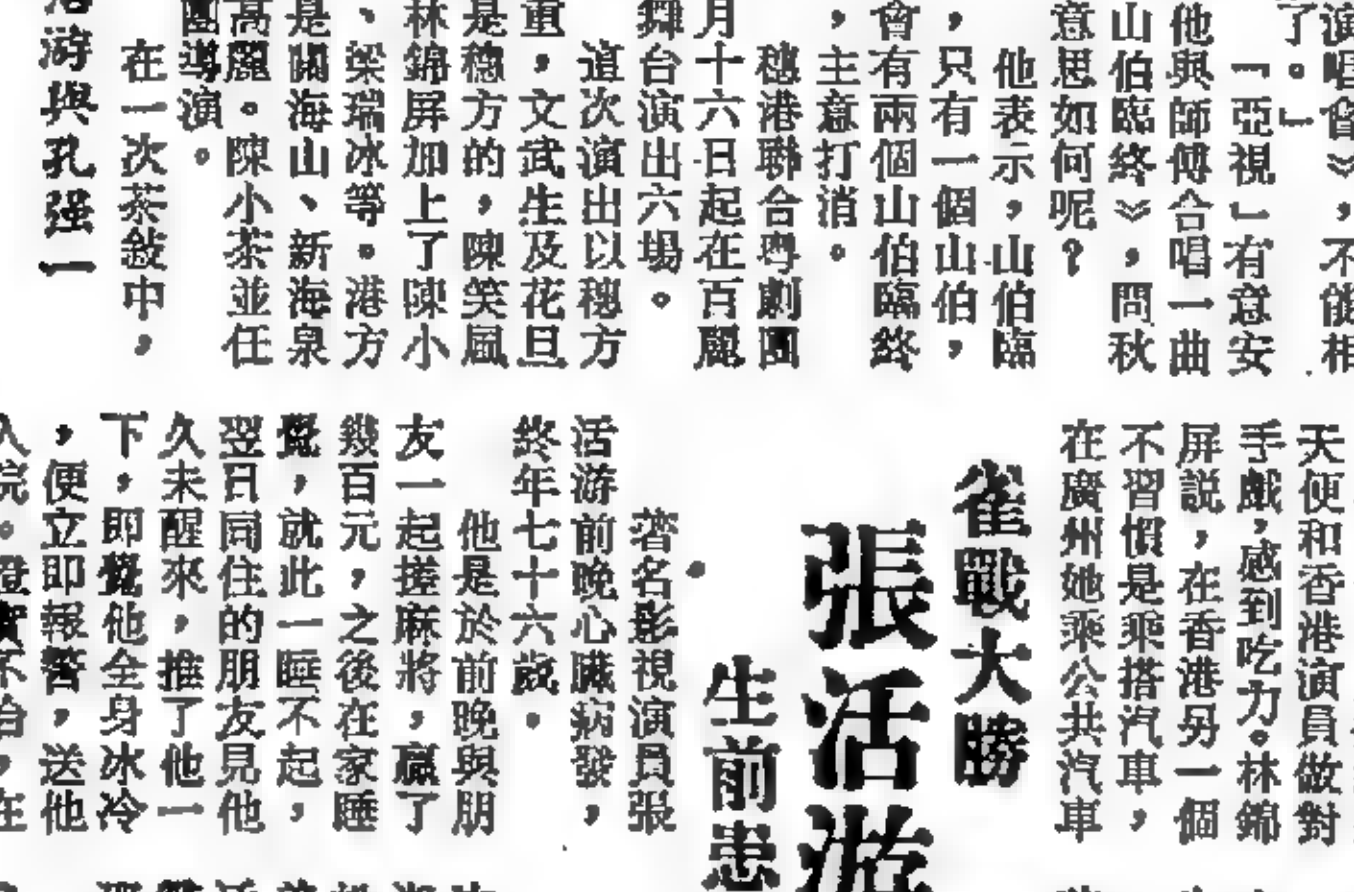 演唱會》，不能相
了。」
「亞視」有意安
他與師傅合唱一曲
山伯臨終》，問秋
意思如何呢？
他表示，山伯臨
，只有一個山伯，
會有兩個山伯臨終
，主意打消。
穗港聯合粵劇團
月十六日起在百麗
舞台演出六場。
這次演出以穗方
重，文武生及花旦
是穗方的，陳笑風
林錦屏加上了陳小
、梁瑞冰等。港方
是關海山、新海泉
高麗。陳小茶並任
團導演。
在一次茶敍中，
活游與孔强一
天便和香港演員做對
手戲，感到吃力。林錦
屏説，在香港另一個
不習慣是乘搭汽車，
在廣州她乘公共汽車
雀戰大勝
張活游
生前患
著名影視演員張
活游前晚心臟病發，
終年七十六歲。
他是於前晚與朋
友一起搓麻將，贏了
幾百元，之後在家睡
覺，就此一睡不起，
翌日同住的朋友見他
久未醒來，推了他一
下，即覺他全身冰冷
，便立即報警，送他
入院。證實不治，在